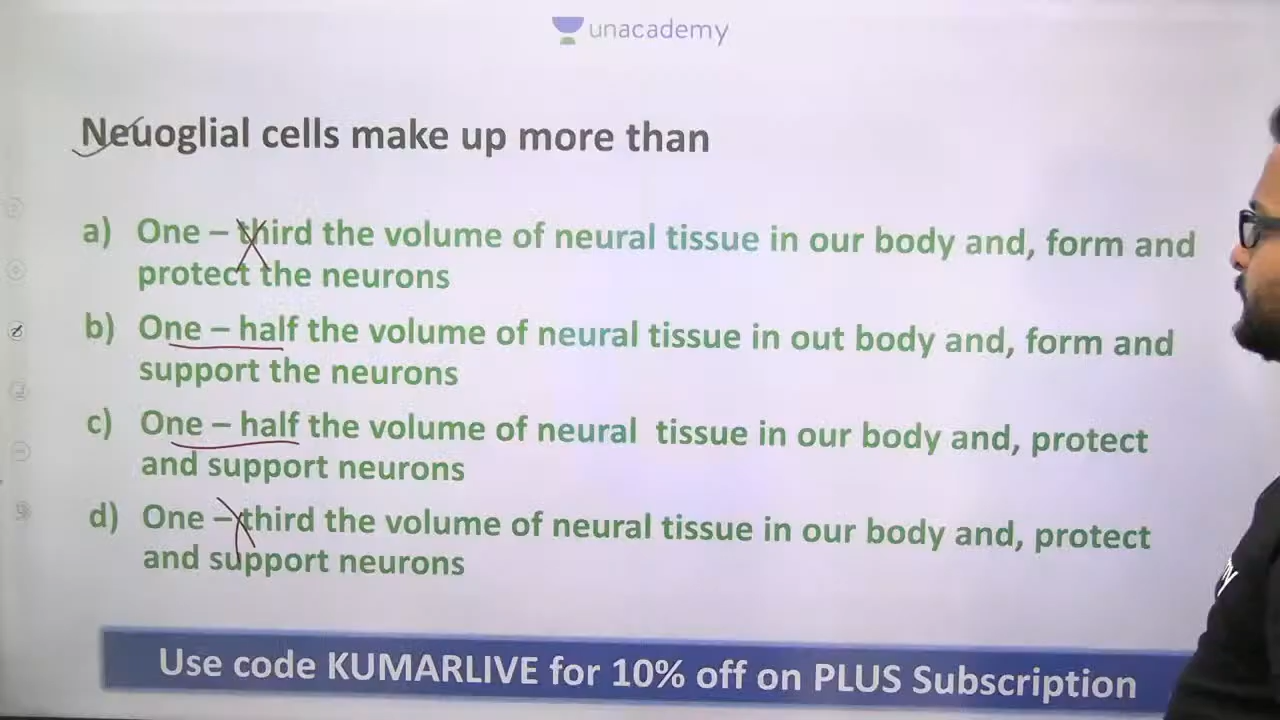 unacademy
Neuoglial cells make up more than
a) One – third the volume of neural tissue in our body and, form and
protect the neurons
b) One – half the volume of neural tissue in out body and, form and
support the neurons
c) One – half the volume of neural tissue in our body and, protect
and support neurons
d) One – third the volume of neural tissue in our body and, protect
and support neurons
Use code KUMARLIVE for 10% off on PLUS Subscription